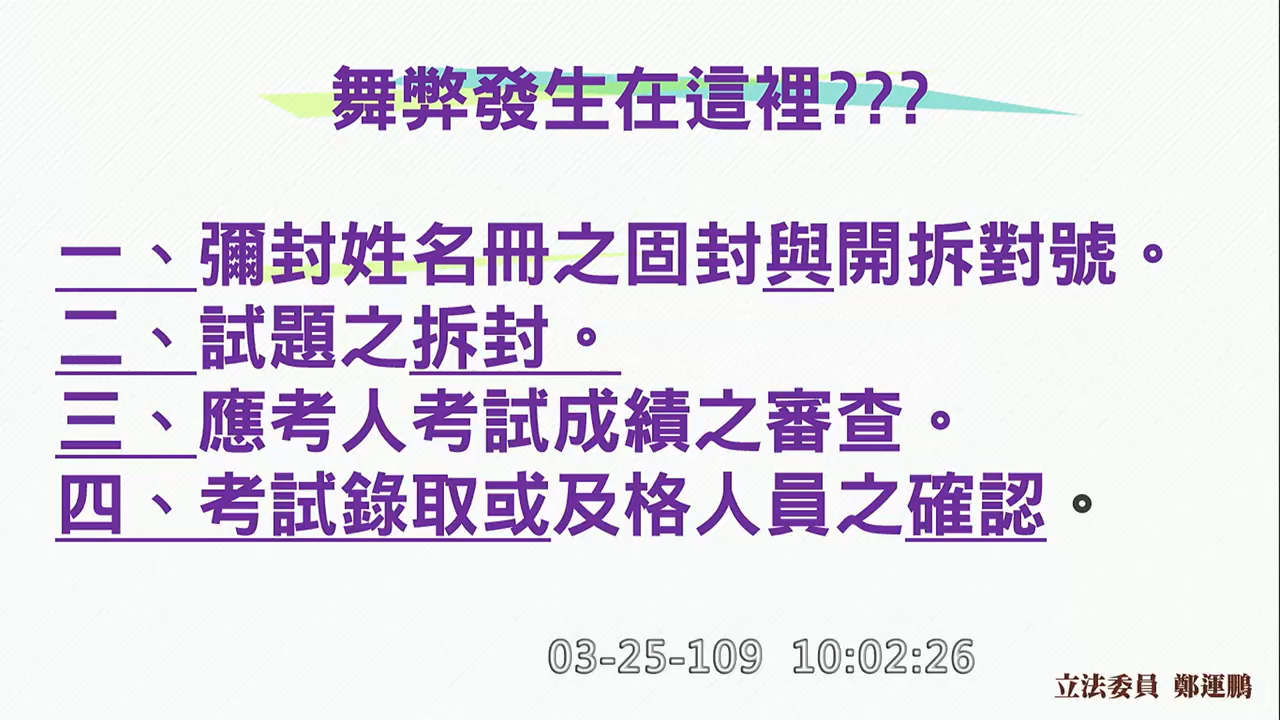 舞弊發生在這裡???
一、彌封姓名冊之固封與開拆對號。
二、試題之拆封。
三、應考人考試成績之審查。
四、考試錄取或及格人員之確認。
03-25-109 10:02:26
立法委員 鄭運鵬